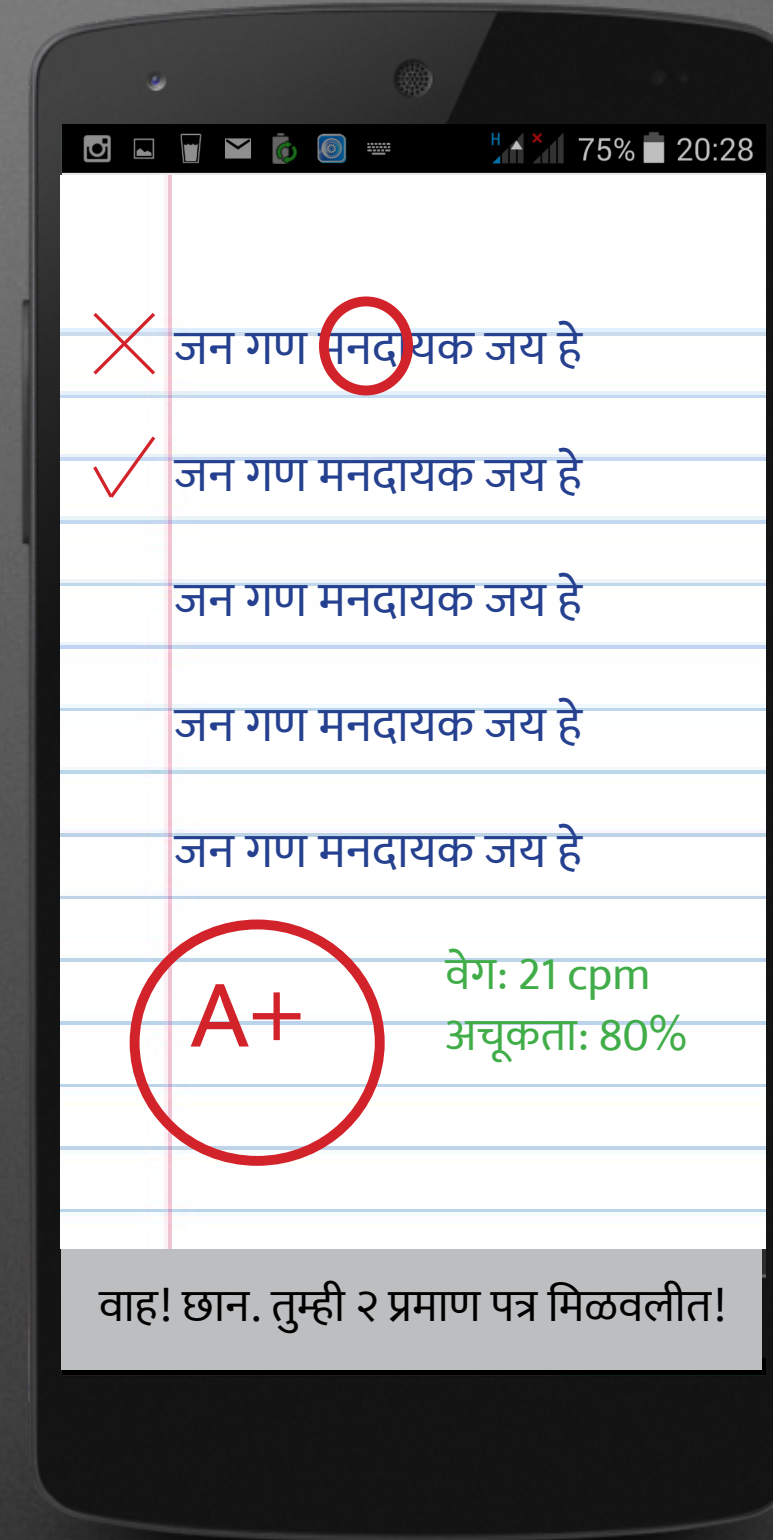 H 75% 20:28
जन गण मनदायक जय हे
जन गण मनदायक जय हे
जन गण मनदायक जय हे
जन गण मनदायक जय हे
जन गण मनदायक जय हे
A+
वेग: 21 cpm
अचूकता: 80%
वाह! छान. तुम्ही २ प्रमाण पत्र मिळवलीत!